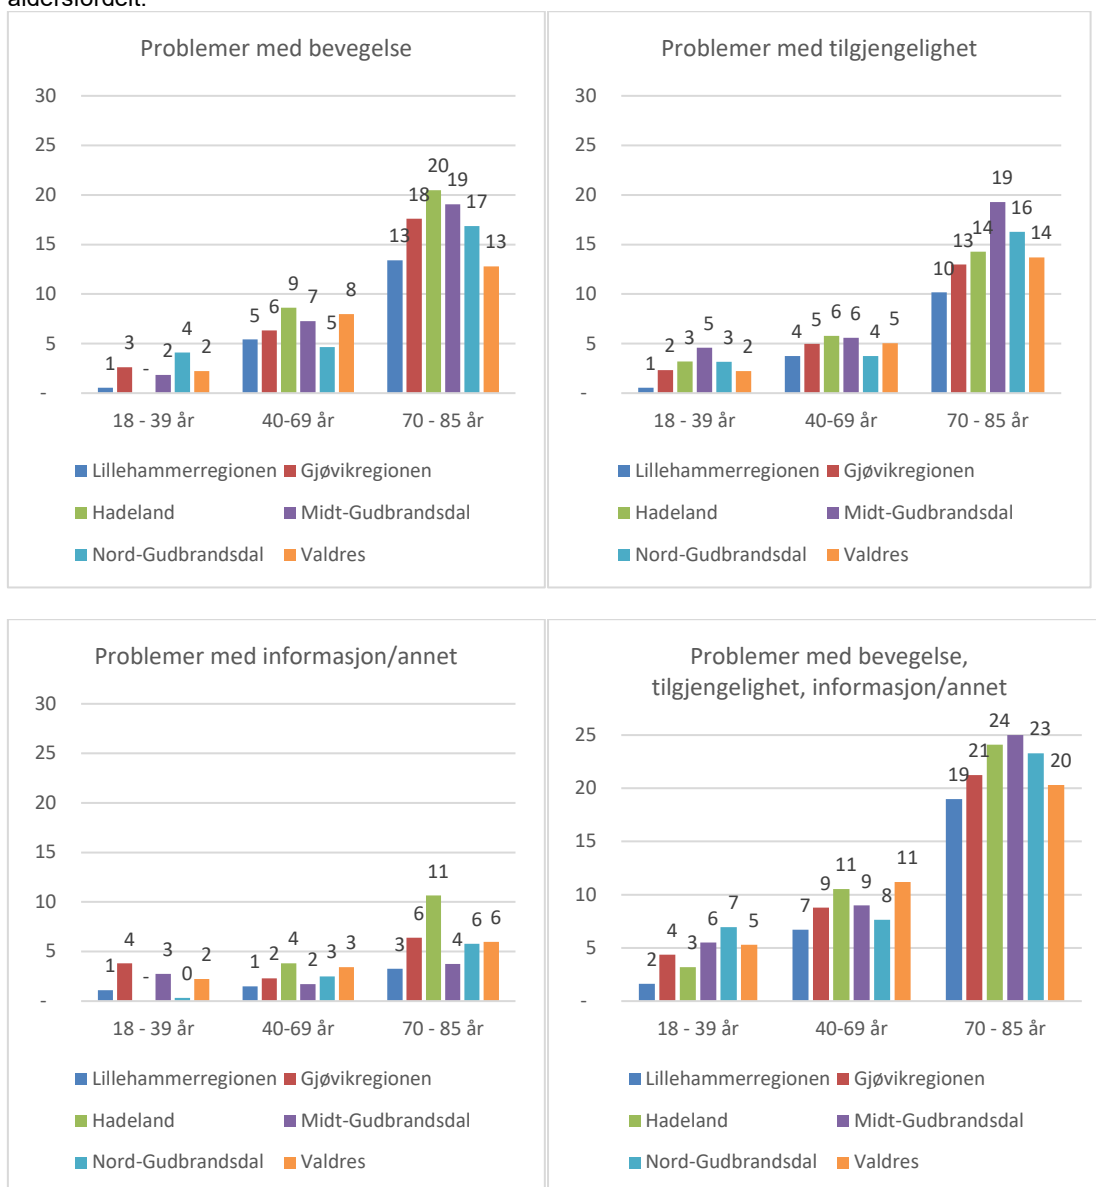 aldersfordelt.
Problemer med bevegelse
30
25
20
15
10
5
-
1 3 - 2 4 2
5 6 9 7 5 8
13 18 20 19 17 13
18 - 39 år 40-69 år 70 - 85 år
Lillehammerregionen Gjøvikregionen
Hadeland Midt-Gudbrandsdal
Nord-Gudbrandsdal Valdres
Problemer med tilgjengelighet
30
25
20
15
10
5
-
1 2 3 5 3 2
4 5 6 6 4 5
10 13 14 19 16 14
18 - 39 år 40-69 år 70 - 85 år
Lillehammerregionen Gjøvikregionen
Hadeland Midt-Gudbrandsdal
Nord-Gudbrandsdal Valdres
Problemer med informasjon/annet
30
25
20
15
10
5
-
1 4 - 3 0 2
1 2 4 2 3 3
3 6 11 4 6 6
18 - 39 år 40-69 år 70 - 85 år
Lillehammerregionen Gjøvikregionen
Hadeland Midt-Gudbrandsdal
Nord-Gudbrandsdal Valdres
Problemer med bevegelse,
tilgjengelighet, informasjon/annet
25
20
15
10
5
-
2 4 3 6 7 5
7 9 11 9 8 11
19 21 24 23 20
18 - 39 år 40-69 år 70 - 85 år
Lillehammerregionen Gjøvikregionen
Hadeland Midt-Gudbrandsdal
Nord-Gudbrandsdal Valdres